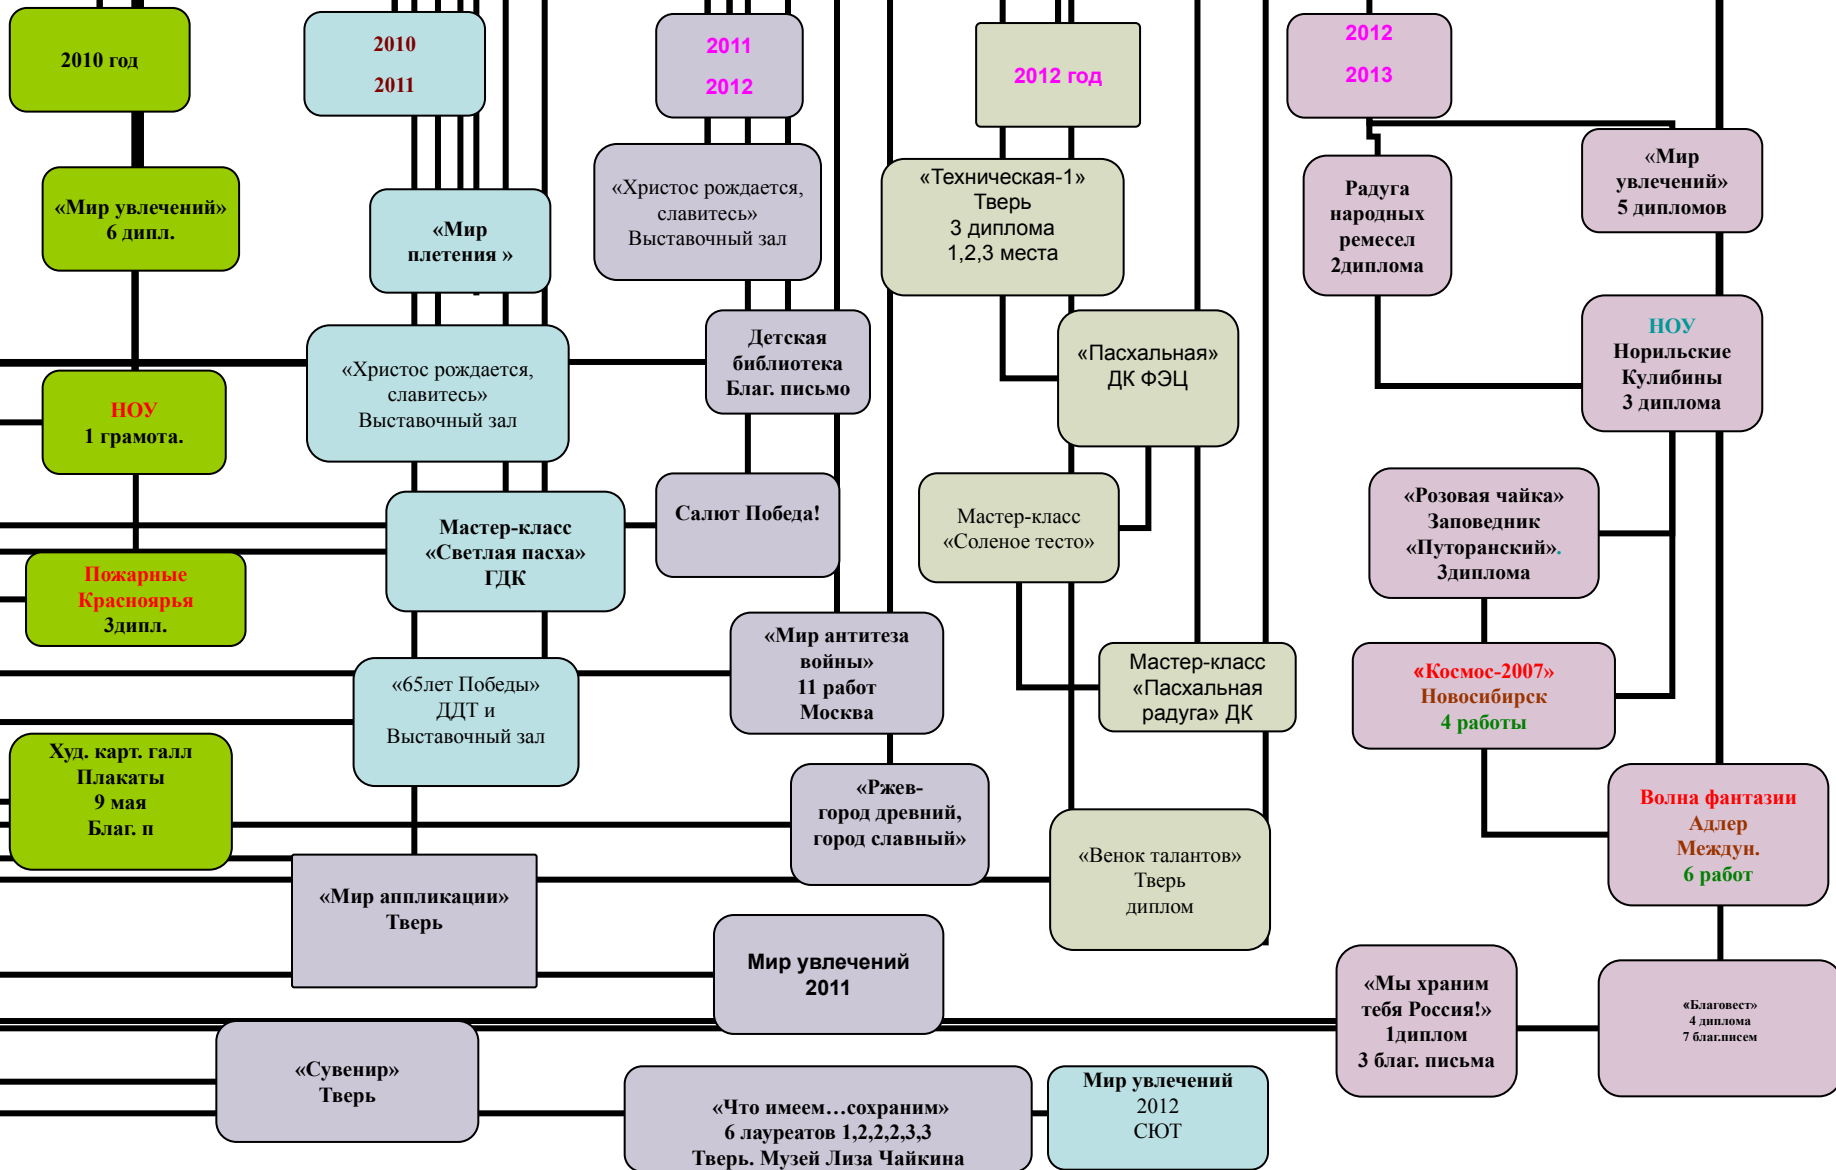 2010 год
2010
2011
2011
2012
2012 год
2012
2013
«Мир увлечений»
6 дипл.
«Мир
плетения »
«Христос рождается,
славитесь»
Выставочный зал
«Техническая-1»
Тверь
3 диплома
1,2,3 места
Радуга
народных
ремесел
2диплома
«Мир
увлечений»
5 дипломов
НОУ
1 грамота.
«Христос рождается,
славитесь»
Выставочный зал
Детская
библиотека
Благ. письмо
«Пасхальная»
ДК ФЭЦ
НОУ
Норильские
Кулибины
3 диплома
Пожарные
Красноярья
3дипл.
Мастер-класс
«Светлая пасха»
ГДК
Салют Победа!
Мастер-класс
«Соленое тесто»
«Розовая чайка»
Заповедник
«Путоранский».
3диплома
«65лет Победы»
ДДТ и
Выставочный зал
«Мир антитеза
войны»
11 работ
Москва
Мастер-класс
«Пасхальная
радуга» ДК
«Космос-2007»
Новосибирск
4 работы
Худ. карт. галл
Плакаты
9 мая
Благ. п
«Ржев-
город древний,
город славный»
«Венок талантов»
Тверь
диплом
Волна фантазии
Адлер
Междун.
6 работ
«Мир аппликации»
Тверь
Мир увлечений
2011
«Мы храним
тебя Россия!»
1диплом
3 благ. письма
«Благовест»
4 диплома
7 благ.писем
«Сувенир»
Тверь
«Что имеем…сохраним»
6 лауреатов 1,2,2,2,3,3
Тверь. Музей Лиза Чайкина
Мир увлечений
2012
СЮТ